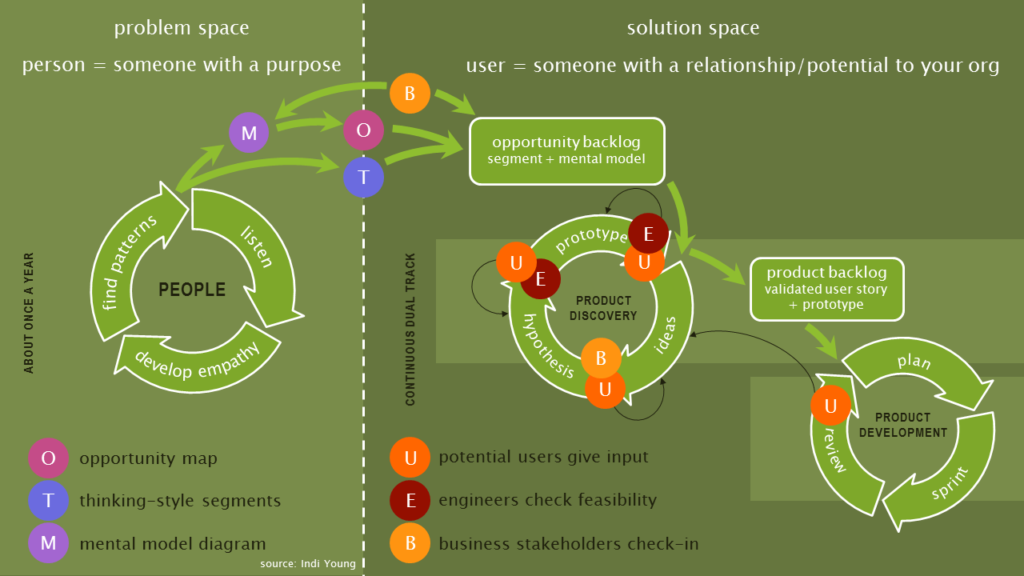 problem space
person = someone with a purpose
solution space
user = someone with a relationship/potential to your org
B
M
O
T
opportunity backlog
segment + mental model
find patterns
listen
develop empathy
PEOPLE
ABOUT ONCE A YEAR
CONTINUOUS DUAL TRACK
prototype
E
U
U
E
PRODUCT
DISCOVERY
hypothesis
ideas
B
U
product backlog
validated user story
+ prototype
plan
U
PRODUCT
DEVELOPMENT
review
sprint
O opportunity map
T thinking-style segments
M mental model diagram
U potential users give input
E engineers check feasibility
B business stakeholders check-in
source: Indi Young